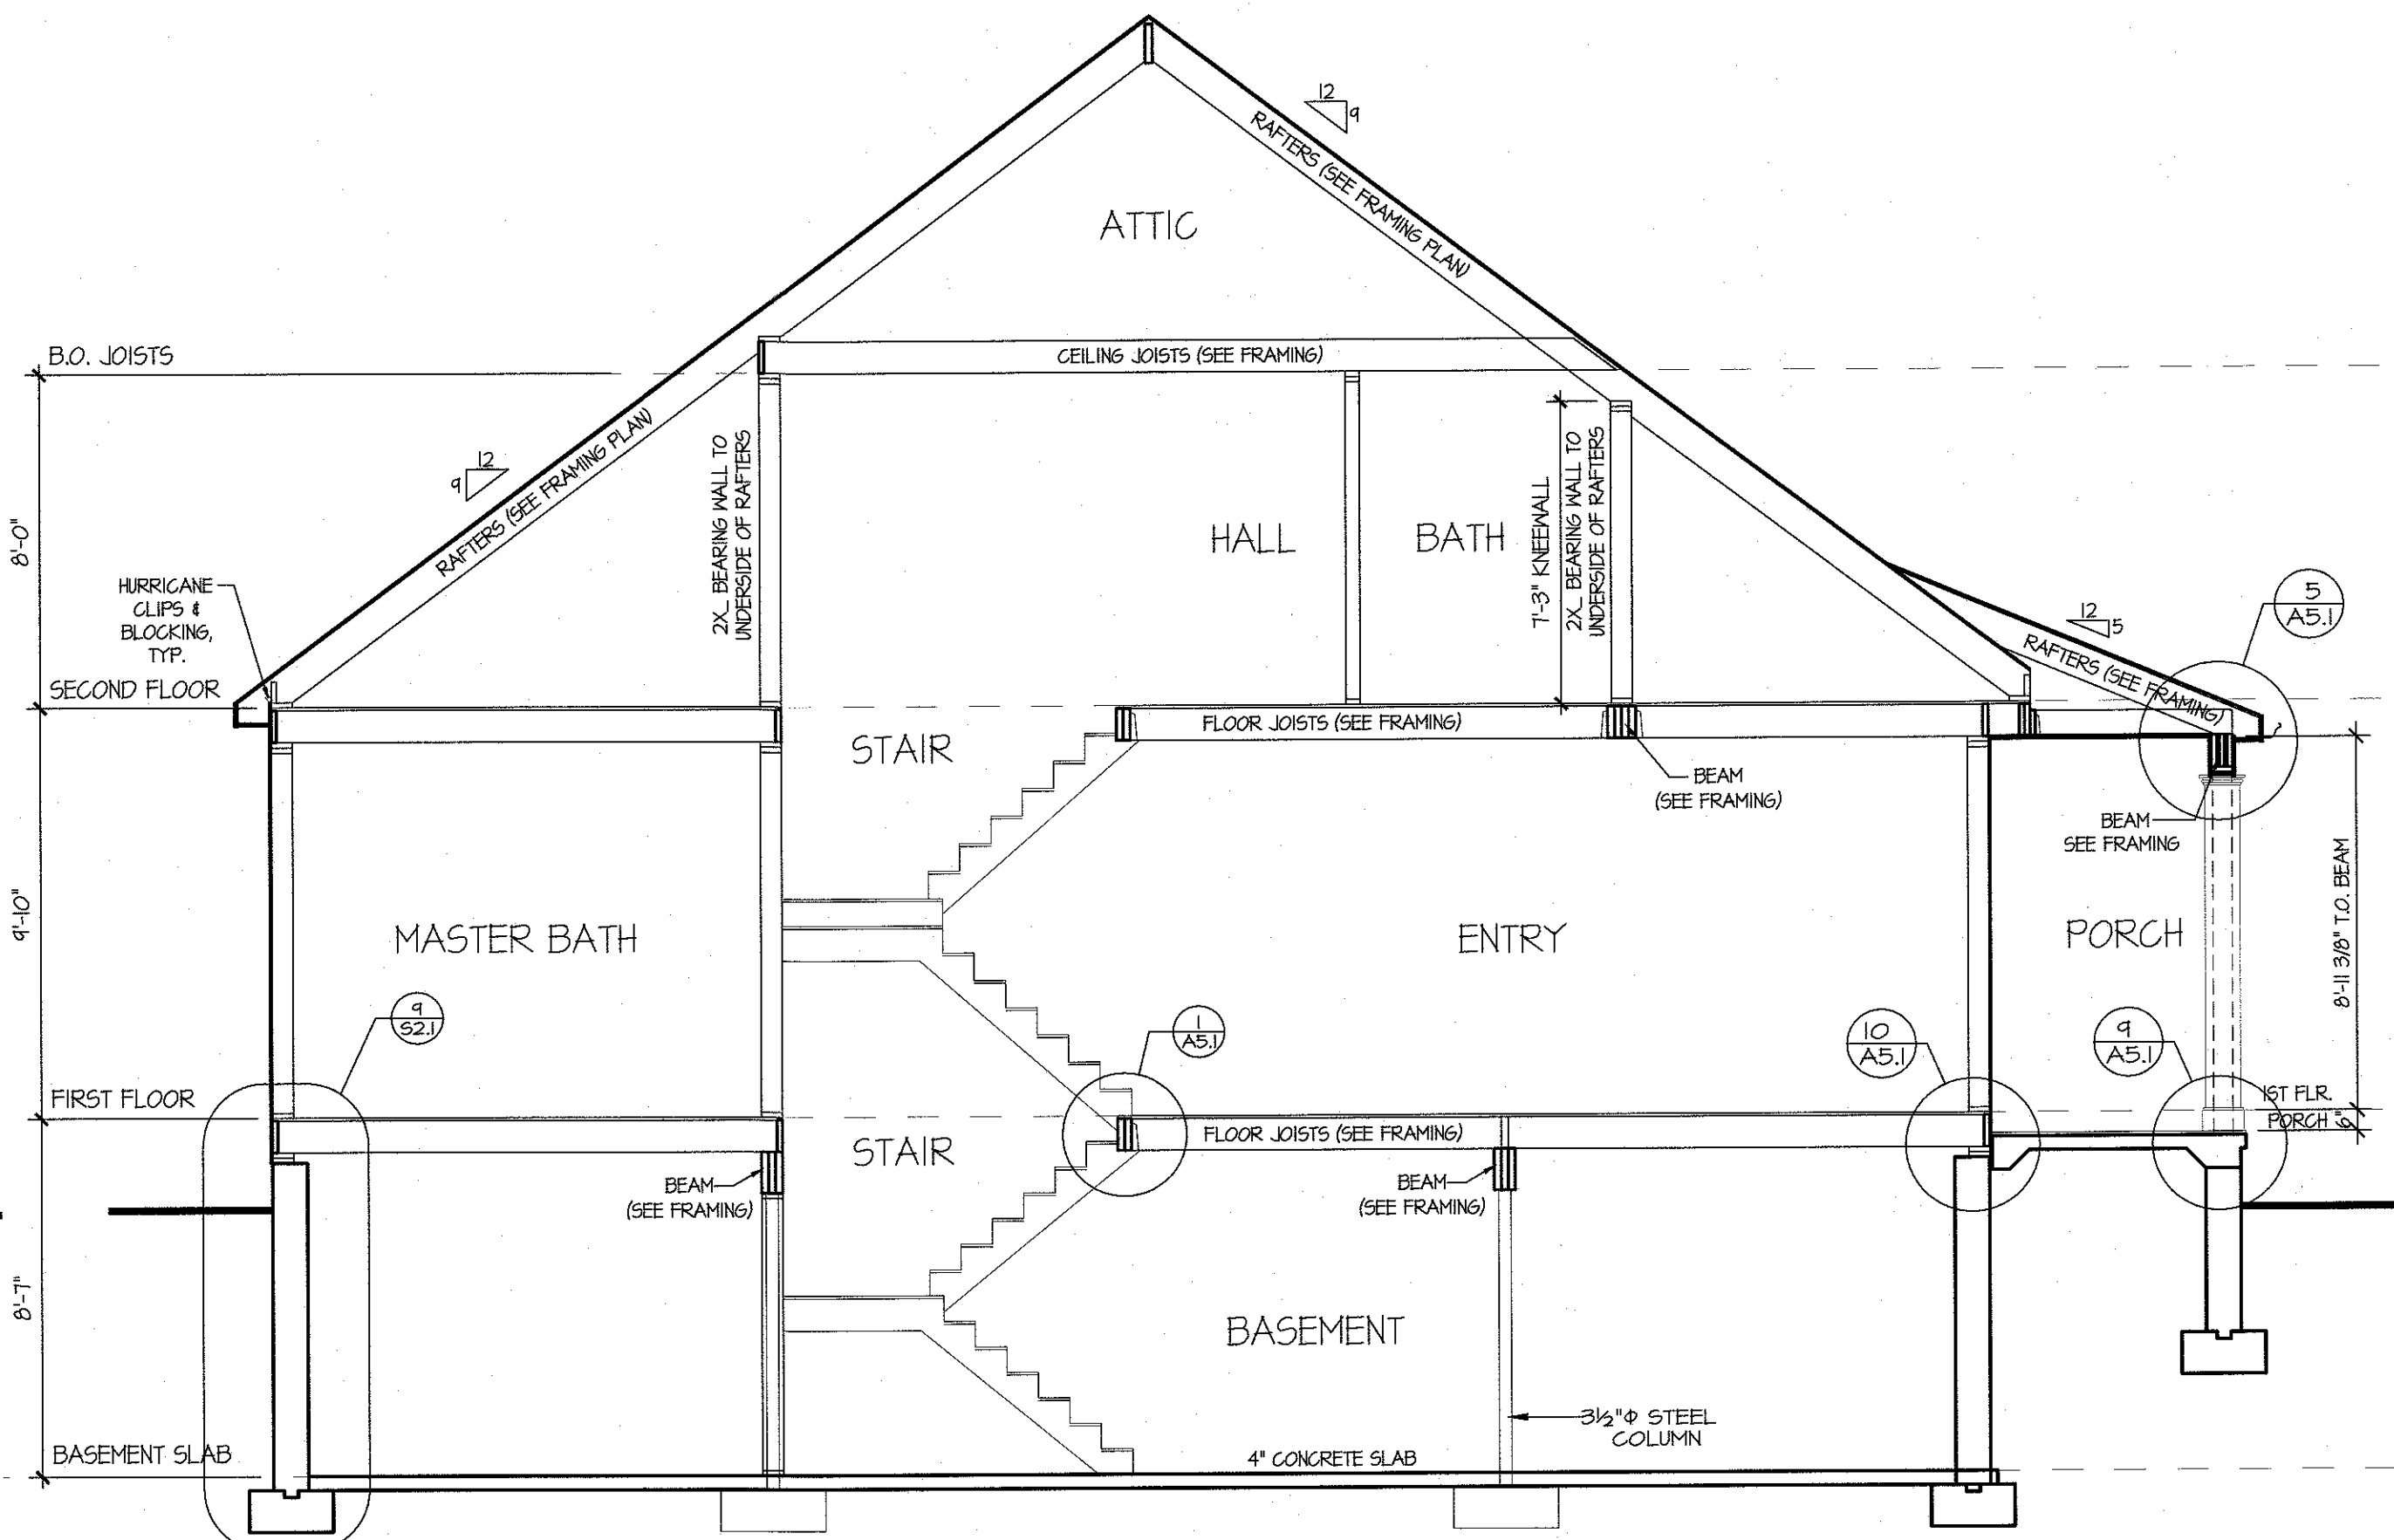 12
9
RAFTERS (SEE FRAMING PLAN)
ATTIC
B.O. JOISTS
CEILING JOISTS (SEE FRAMING)
12
9
RAFTERS (SEE FRAMING PLAN)
2X_ BEARING WALL TO
UNDERSIDE OF RAFTERS
8'-0"
HALL
BATH
7'-3" KNEEWALL
2X_ BEARING WALL TO
UNDERSIDE OF RAFTERS
HURRICANE
CLIPS &
BLOCKING,
TYP.
12
5
RAFTERS (SEE FRAMING)
5
A5.1
SECOND FLOOR
FLOOR JOISTS (SEE FRAMING)
STAIR
BEAM
(SEE FRAMING)
BEAM
SEE FRAMING
9'-10"
MASTER BATH
ENTRY
PORCH
8'-11 3/8" T.O. BEAM
9
S2.1
1
A5.1
10
A5.1
9
A5.1
FIRST FLOOR
1ST FLR.
PORCH
6"
STAIR
FLOOR JOISTS (SEE FRAMING)
BEAM
(SEE FRAMING)
BEAM
(SEE FRAMING)
8'-7"
BASEMENT
3½"Φ STEEL
COLUMN
BASEMENT SLAB
4" CONCRETE SLAB